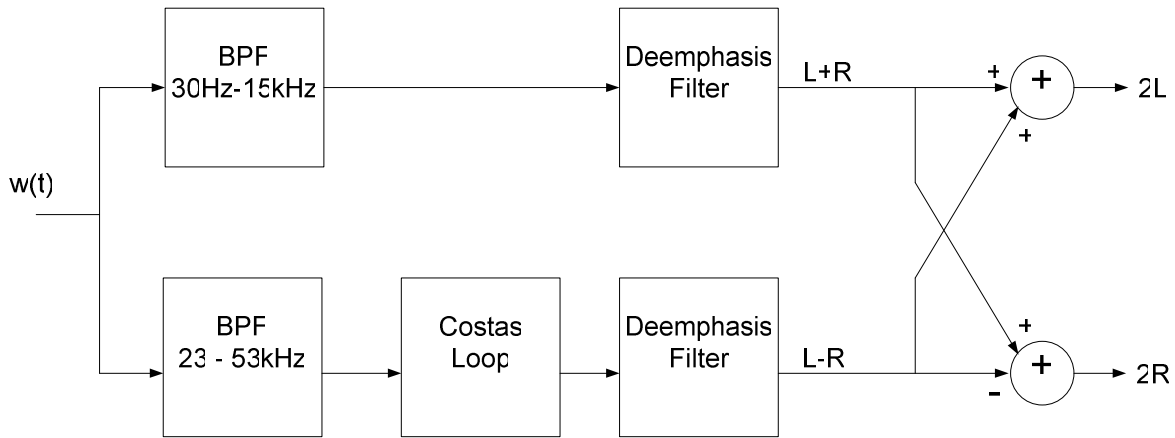 BPF
30Hz-15kHz
Deemphasis
Filter
L+R
+
+
+
2L
w(t)
BPF
23 - 53kHz
Costas
Loop
Deemphasis
Filter
L-R
+
+
-
2R